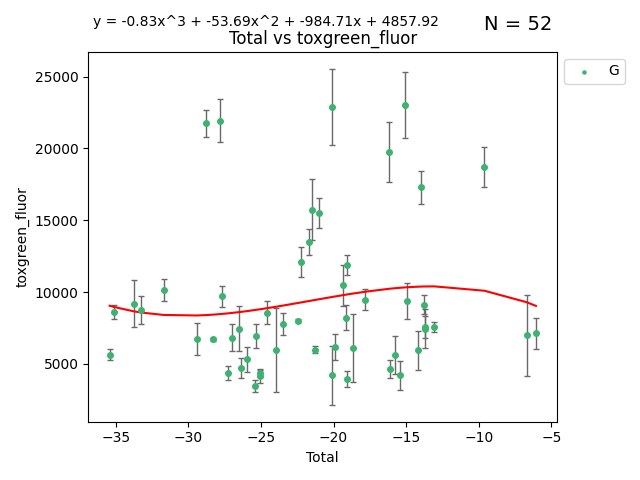 y = -0.83x^3 + -53.69x^2 + -984.71x + 4857.92
N = 52
Total vs toxgreen_fluor
G
25000
20000
15000
10000
5000
toxgreen_fluor
−35 −30 −25 −20 −15 −10 −5
Total